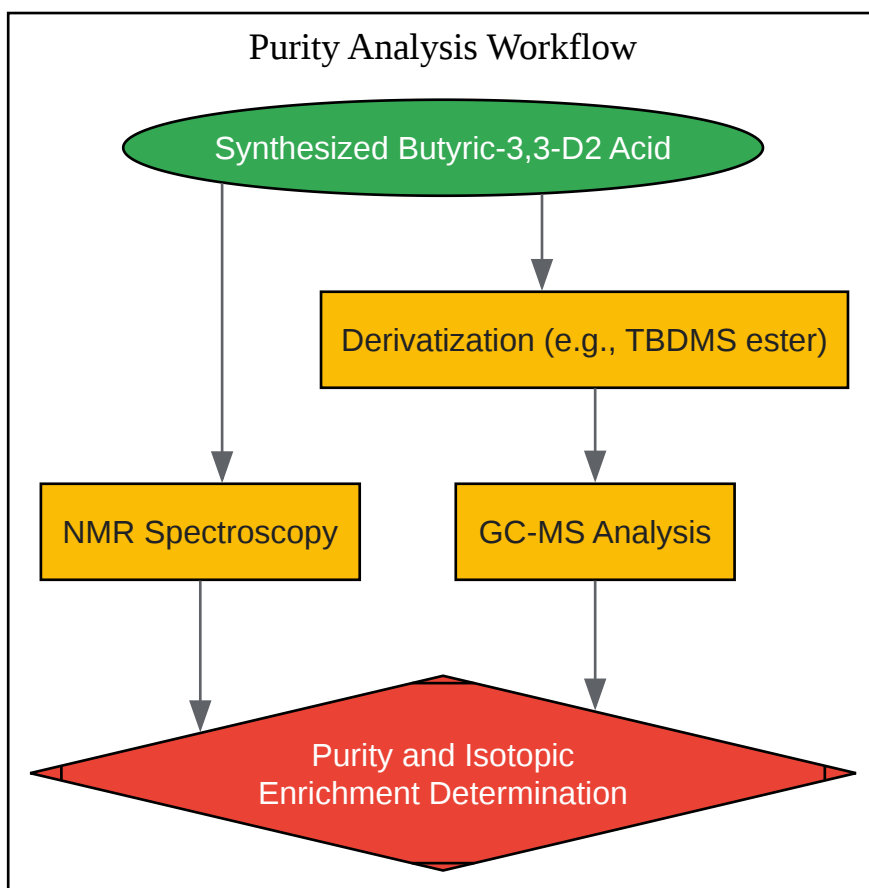 Purity Analysis Workflow
Synthesized Butyric-3,3-D2 Acid
Derivatization (e.g., TBDMS ester)
NMR Spectroscopy
GC-MS Analysis
Purity and Isotopic
Enrichment Determination